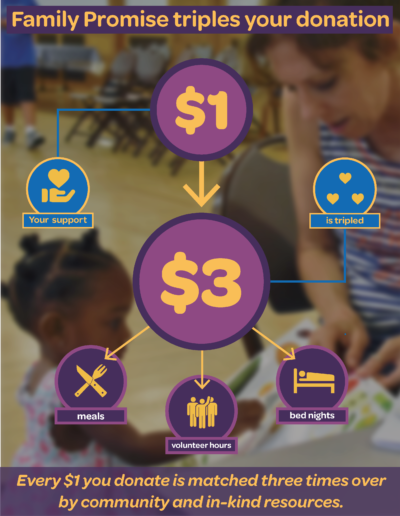 Family Promise triples your donation
$1
Your support
is tripled
$3
meals
volunteer hours
bed nights
Every $1 you donate is matched three times over
by community and in-kind resources.